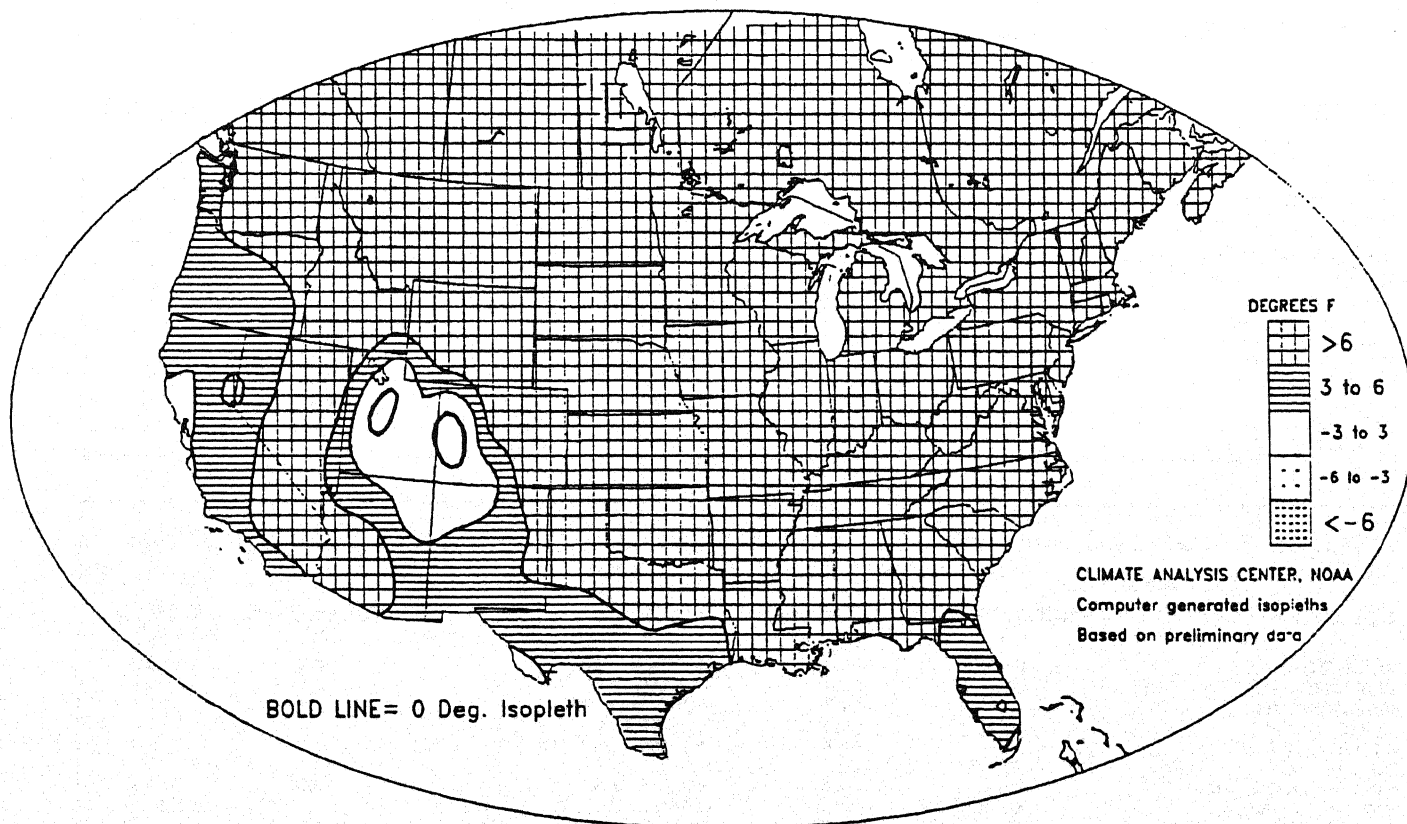 DEGREES F
>6
3 to 6
-3 to 3
-6 to -3
<-6
CLIMATE ANALYSIS CENTER, NOAA
Computer generated isopleths
Based on preliminary data
BOLD LINE= 0 Deg. Isopleth